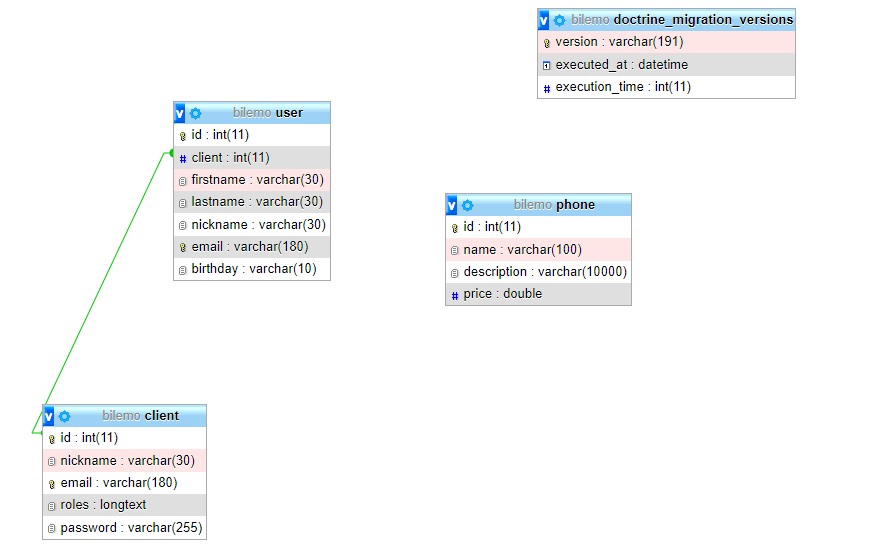 bilemo doctrine_migration_versions
version : varchar(191)
executed_at : datetime
execution_time : int(11)
bilemo user
id : int(11)
client : int(11)
firstname : varchar(30)
lastname : varchar(30)
nickname : varchar(30)
email : varchar(180)
birthday : varchar(10)
bilemo phone
id : int(11)
name : varchar(100)
description : varchar(10000)
price : double
bilemo client
id : int(11)
nickname : varchar(30)
email : varchar(180)
roles : longtext
password : varchar(255)